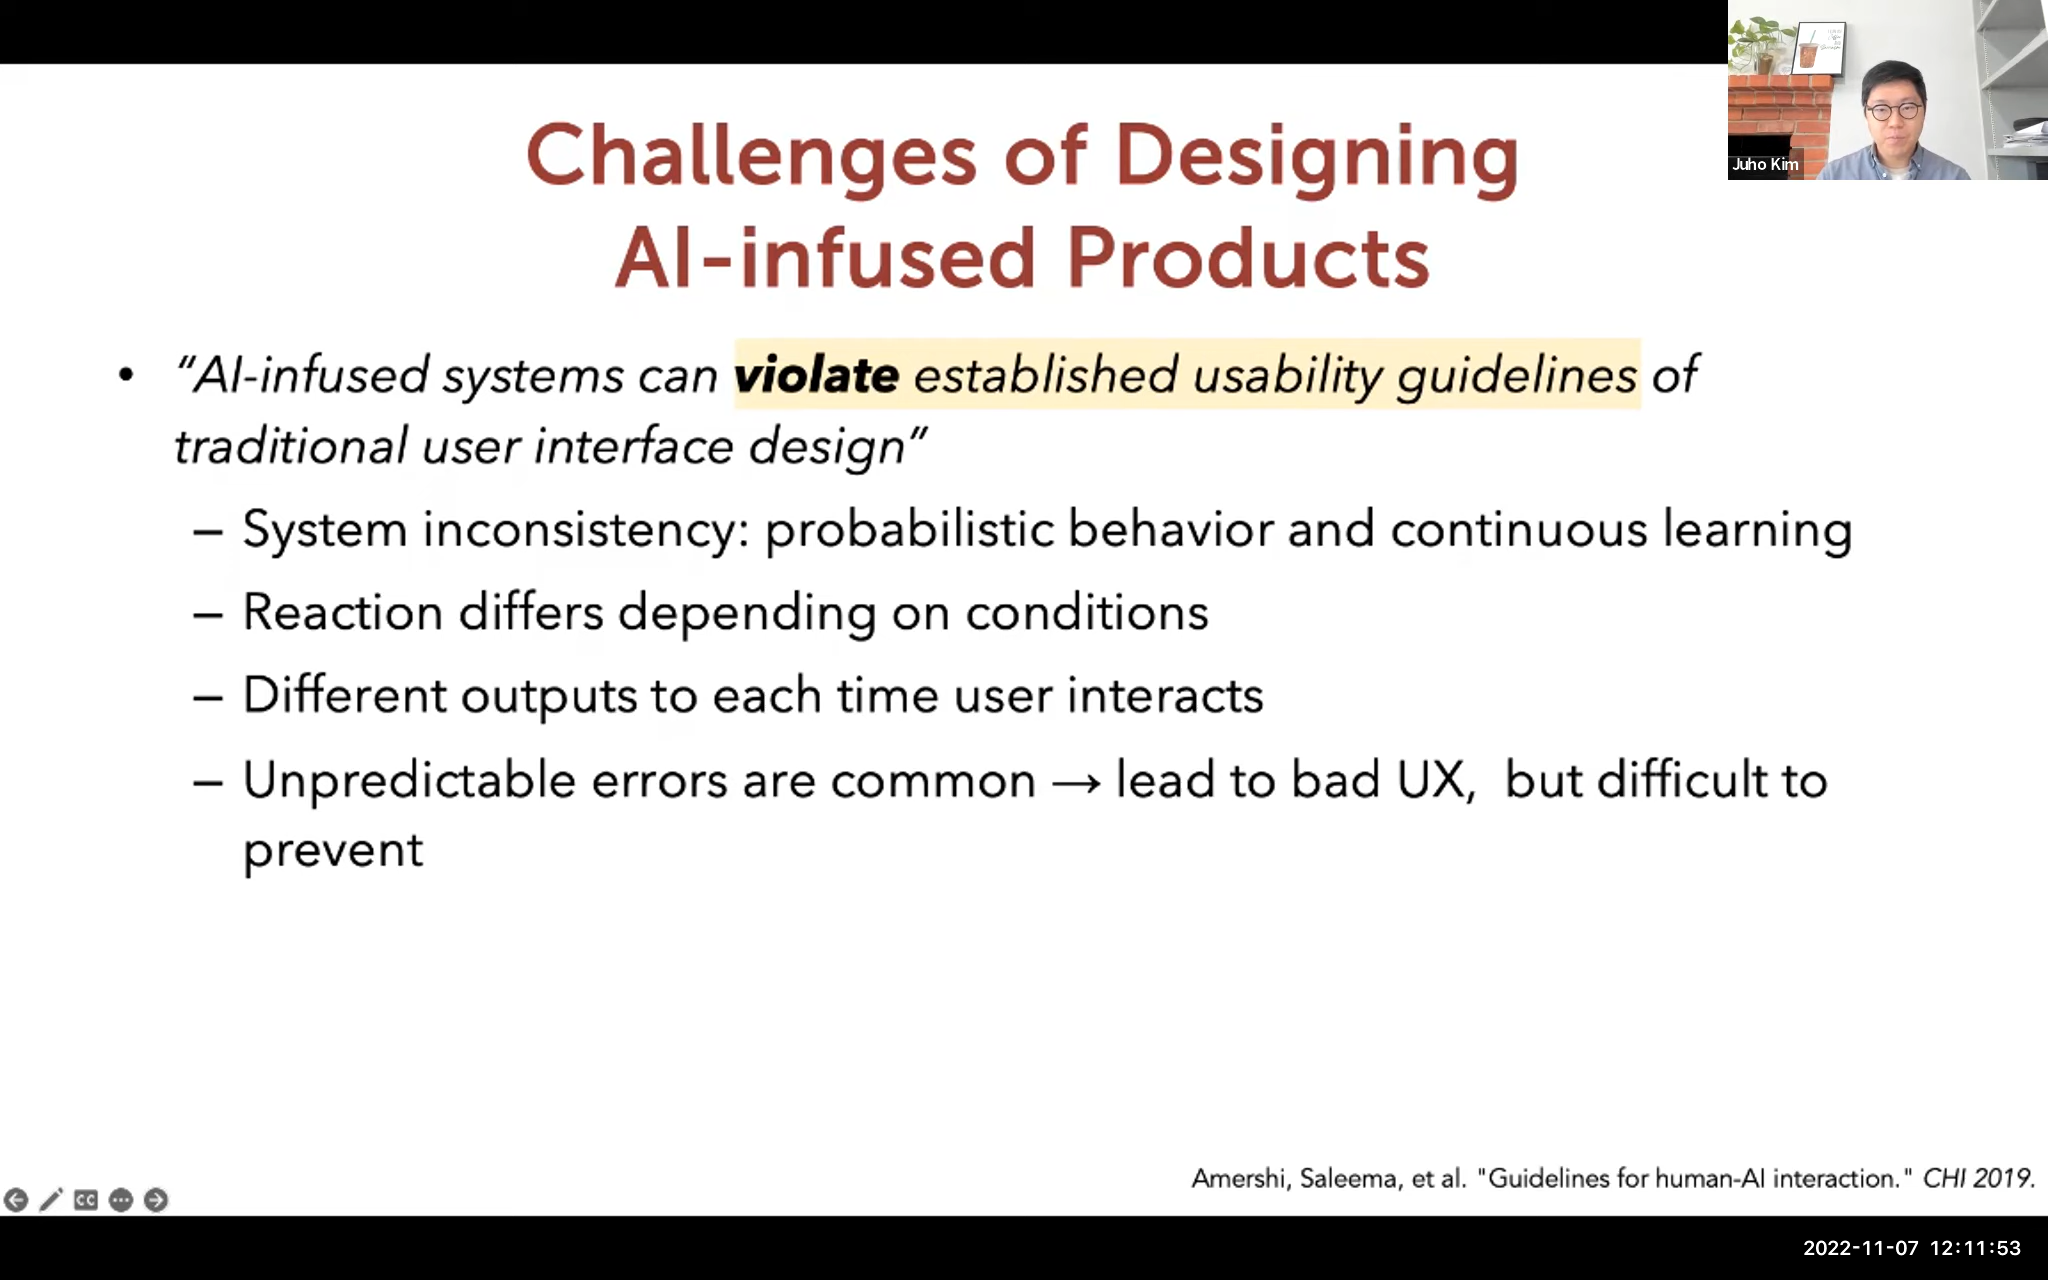 Challenges of Designing
AI-infused Products
• "AI-infused systems can violate established usability guidelines of
traditional user interface design"
– System inconsistency: probabilistic behavior and continuous learning
– Reaction differs depending on conditions
– Different outputs to each time user interacts
– Unpredictable errors are common → lead to bad UX, but difficult to
prevent
Amershi, Saleema, et al. "Guidelines for human-AI interaction." CHI 2019.
Juho Kim
CC
2022-11-07 12:11:53